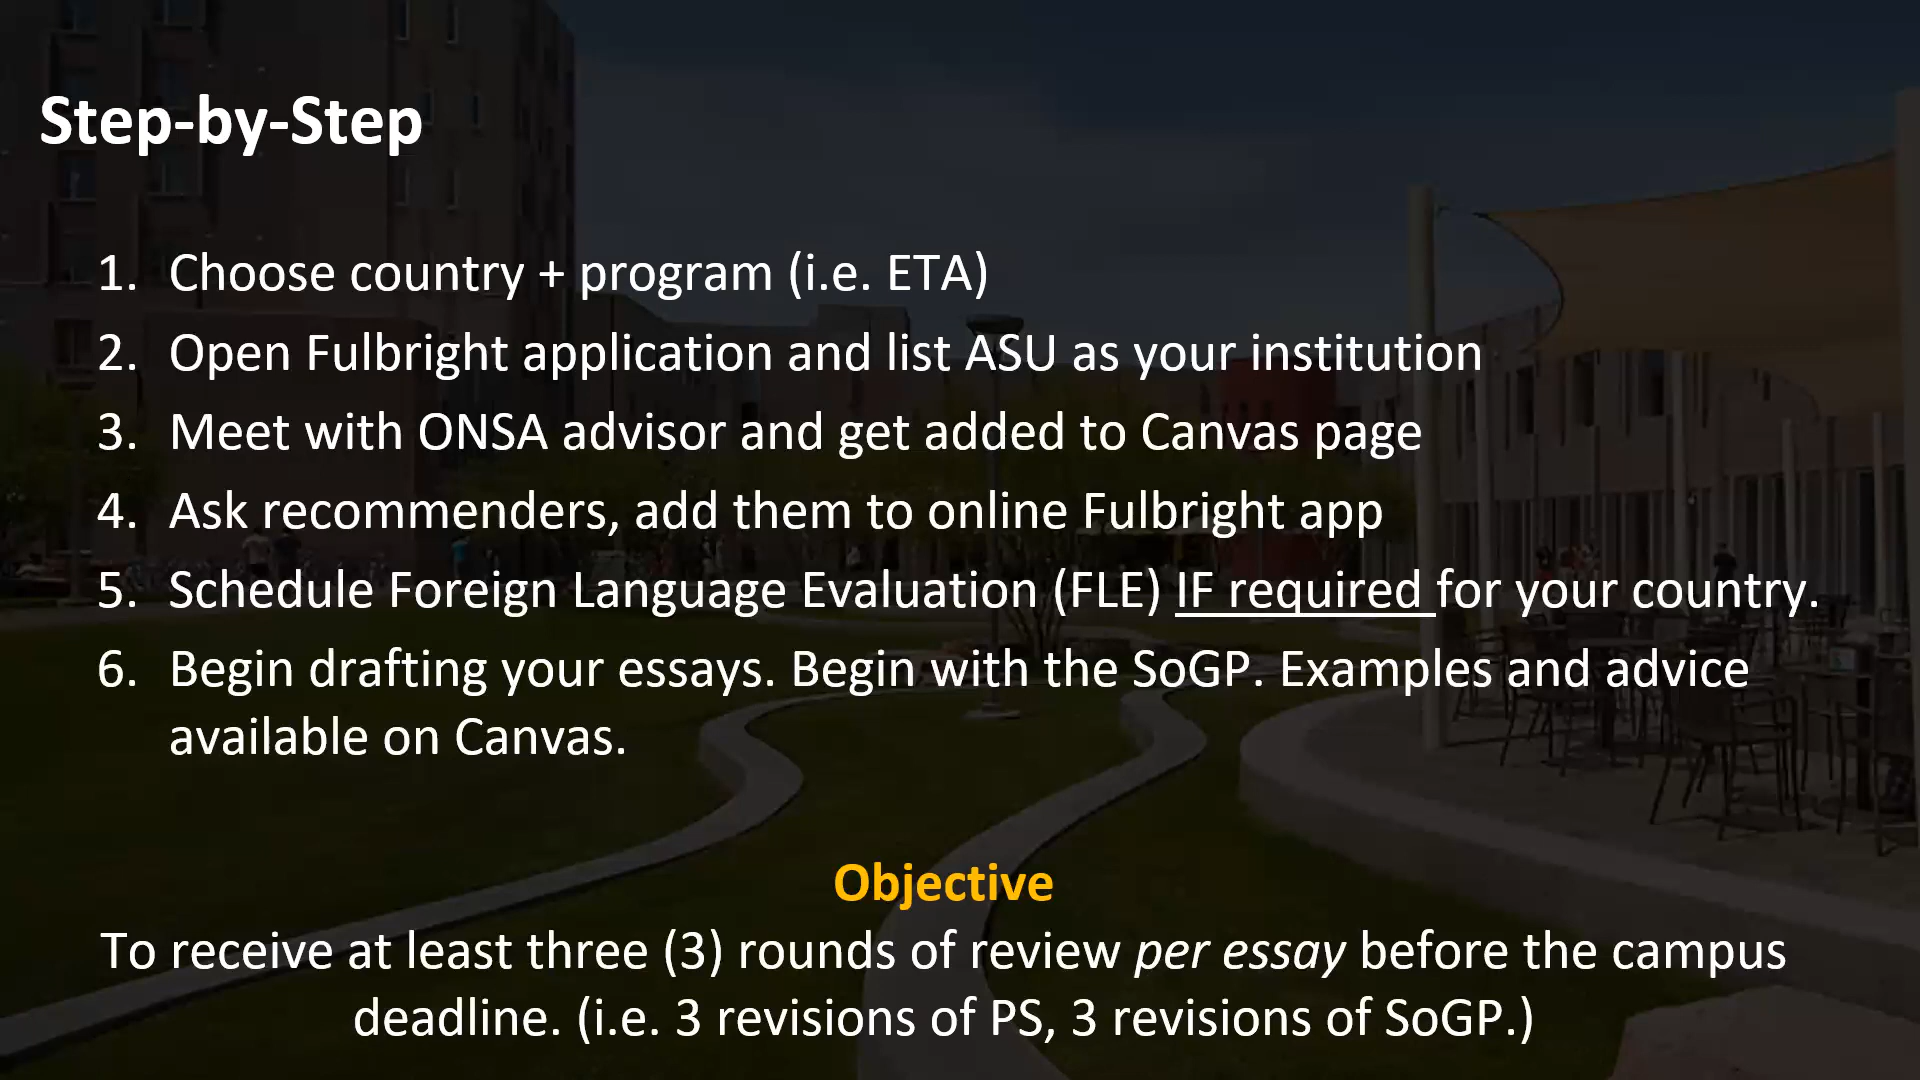 Step-by-Step
1. Choose country + program (i.e. ETA)
2. Open Fulbright application and list ASU as your institution
3. Meet with ONSA advisor and get added to Canvas page
4. Ask recommenders, add them to online Fulbright app
5. Schedule Foreign Language Evaluation (FLE) IF required for your country.
6. Begin drafting your essays. Begin with the SoGP. Examples and advice
available on Canvas.
Objective
To receive at least three (3) rounds of review per essay before the campus
deadline. (i.e. 3 revisions of PS, 3 revisions of SoGP.)